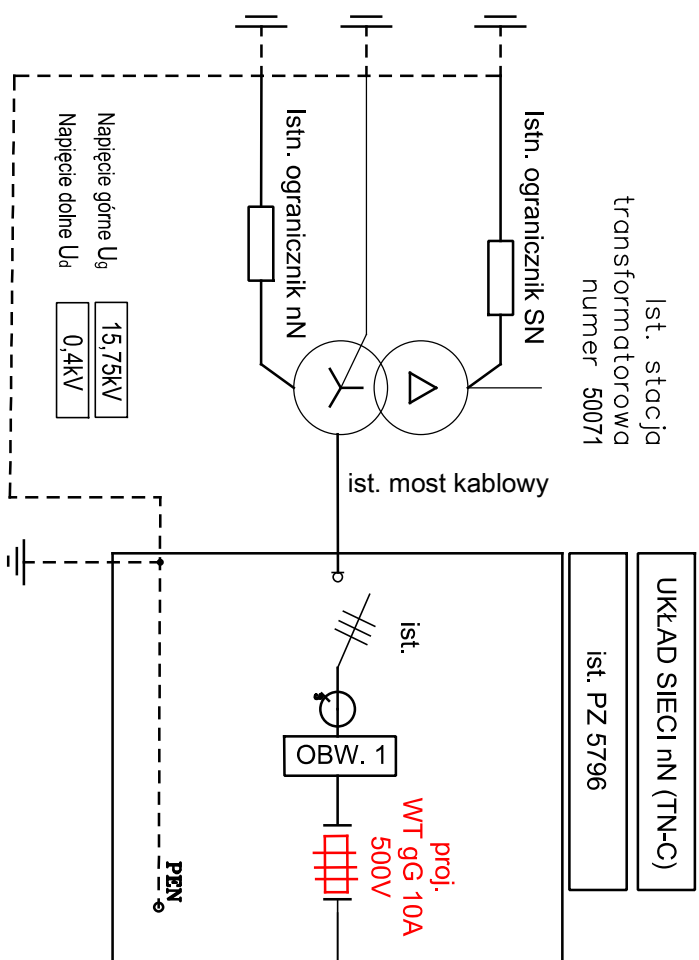 Ist. stacja
transformatorowa
numer 50071
Istn. ogranicznik SN
Istn. ogranicznik nN
Napięcie górne Ug
15,75kV
Napięcie dolne Ud
0,4kV
ist. most kablowy
UKŁAD SIECI nN (TN-C)
ist. PZ 5796
ist.
OBW. 1
proj.
WT gG 10A
500V
PEN